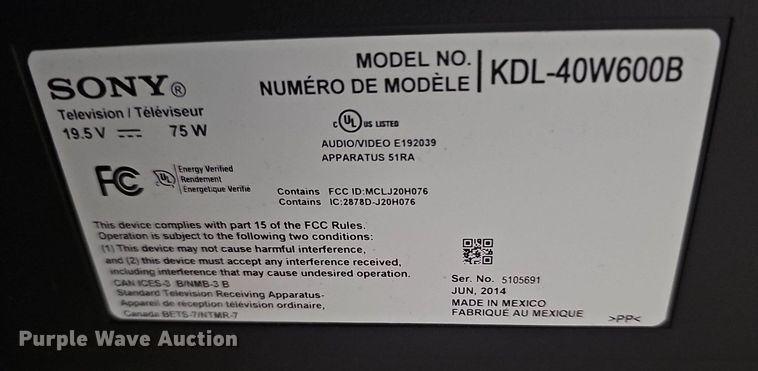 SONY®
MODEL NO.
NUMÉRO DE MODÈLE
KDL-40W600B
Television / Téléviseur
19.5 V 75 W
c UL US LISTED
AUDIO/VIDEO E192039
APPARATUS 51RA
FC
UL
Energy Verified
Rendement
Énergetique Vérifié
Contains FCC ID:MCLJ20H076
Contains IC:2878D-J20H076
This device complies with part 15 of the FCC Rules.
Operation is subject to the following two conditions:
(1) This device may not cause harmful interference,
and (2) this device must accept any interference received,
including interference that may cause undesired operation.
CAN ICES-3 B/NMB-3 B
Standard Television Receiving Apparatus-
Appareil de réception télévision ordinaire,
Canada BETS-7/NTMR-7
Ser. No. 5105691
JUN, 2014
MADE IN MEXICO
FABRIQUÉ AU MEXIQUE
>PP<
Purple Wave Auction